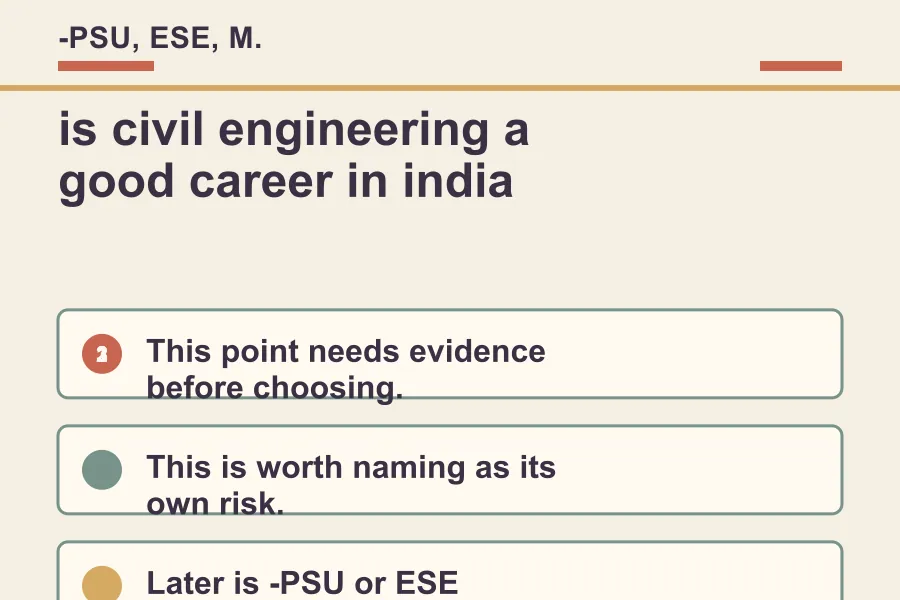 -PSU, ESE, M.
is civil engineering a
good career in india
This point needs evidence
before choosing.
This is worth naming as its
own risk.
Later is -PSU or ESE